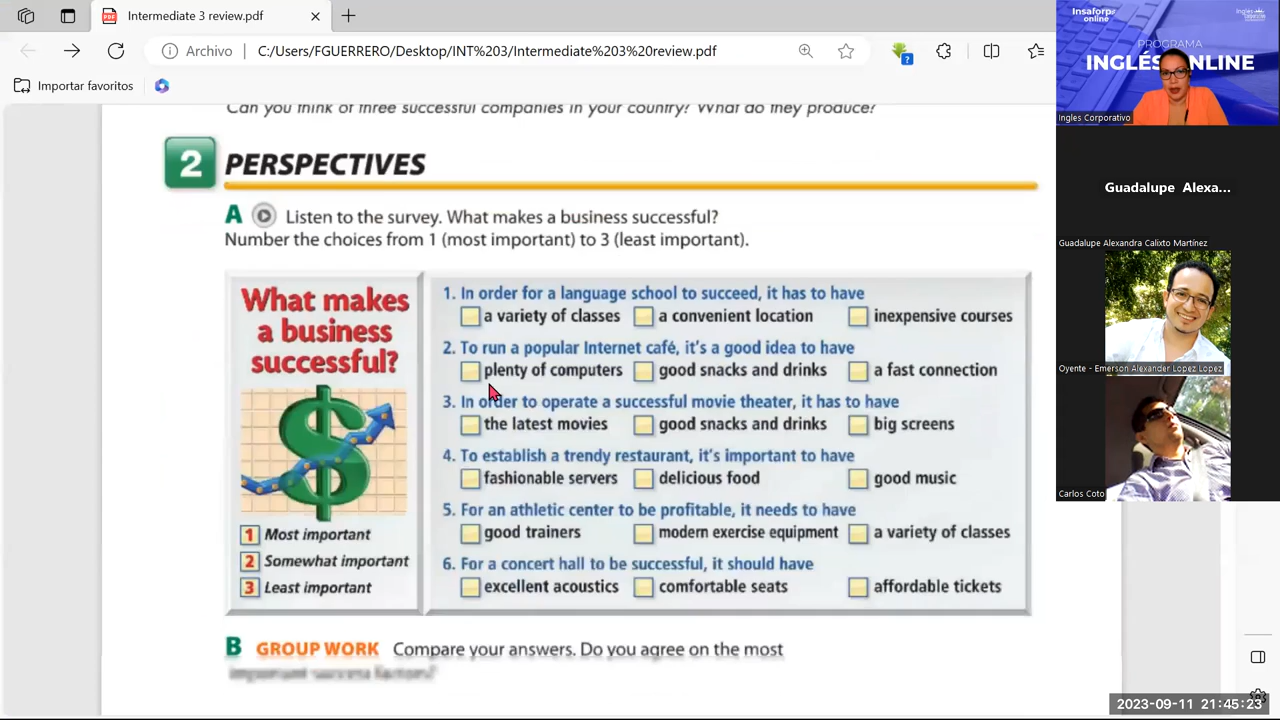 Intermediate 3 review.pdf
Archivo
C:/Users/FGUERRERO/Desktop/INT%203/Intermediate%203%20review.pdf
Importar favoritos
Can you think of three successful companies in your country? What do they produce?
2 PERSPECTIVES
A Listen to the survey. What makes a business successful?
Number the choices from 1 (most important) to 3 (least important).
What makes
a business
successful?
1 Most important
2 Somewhat important
3 Least important
1. In order for a language school to succeed, it has to have
a variety of classes a convenient location inexpensive courses
2. To run a popular Internet café, it's a good idea to have
plenty of computers good snacks and drinks a fast connection
3. In order to operate a successful movie theater, it has to have
the latest movies good snacks and drinks big screens
4. To establish a trendy restaurant, it's important to have
fashionable servers delicious food good music
5. For an athletic center to be profitable, it needs to have
good trainers modern exercise equipment a variety of classes
6. For a concert hall to be successful, it should have
excellent acoustics comfortable seats affordable tickets
B GROUP WORK Compare your answers. Do you agree on the most
important success factors?
Insaforp
online
PROGRAMA
INGLÉS ONLINE
Ingles Corporativo
Guadalupe Alexa...
Guadalupe Alexandra Calixto Martínez
Oyente - Emerson Alexander Lopez Lopez
Carlos Coto
2023-09-11 21:45:23